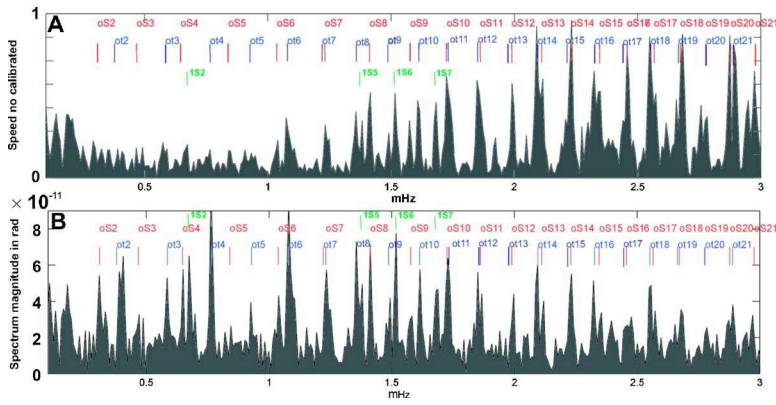 A
oS2 oS3 oS4 oS5 oS6 oS7 oS8 oS9 oS10 oS11 oS12 oS13 oS14 oS15 oS16 oS17 oS18 oS19 oS20 oS21
ot2 ot3 ot4 ot5 ot6 ot7 ot8 ot9 ot10 ot11 ot12 ot13 ot14 ot15 ot16 ot17 ot18 ot19 ot20 ot21
1S2 1S5 1S6 1S7
Speed no calibrated
1
0
0.5 1 1.5 2 2.5 3
mHz
× 10⁻¹¹
B
1S2 1S5 1S6 1S7
oS2 oS3 oS4 oS5 oS6 oS7 oS8 oS9 oS10 oS11 oS12 oS13 oS14 oS15 oS16 oS17 oS18 oS19 oS20 oS21
ot2 ot3 ot4 ot5 ot6 ot7 ot8 ot9 ot10 ot11 ot12 ot13 ot14 ot15 ot16 ot17 ot18 ot19 ot20 ot21
Spectrum magnitude in rad
8
6
4
2
0
0.5 1 1.5 2 2.5 3
mHz